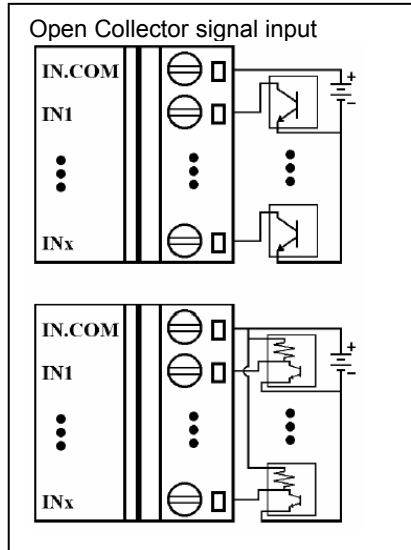 Open Collector signal input
IN.COM
+
IN1
−
INx
IN.COM
+
IN1
−
INx